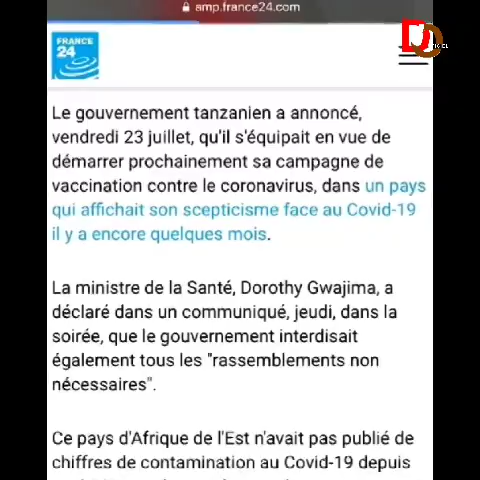 amp.france24.com
FRANCE
24
Le gouvernement tanzanien a annoncé,
vendredi 23 juillet, qu'il s'équipait en vue de
démarrer prochainement sa campagne de
vaccination contre le coronavirus, dans un pays
qui affichait son scepticisme face au Covid-19
il y a encore quelques mois.
La ministre de la Santé, Dorothy Gwajima, a
déclaré dans un communiqué, jeudi, dans la
soirée, que le gouvernement interdisait
également tous les "rassemblements non
nécessaires".
Ce pays d'Afrique de l'Est n'avait pas publié de
chiffres de contamination au Covid-19 depuis